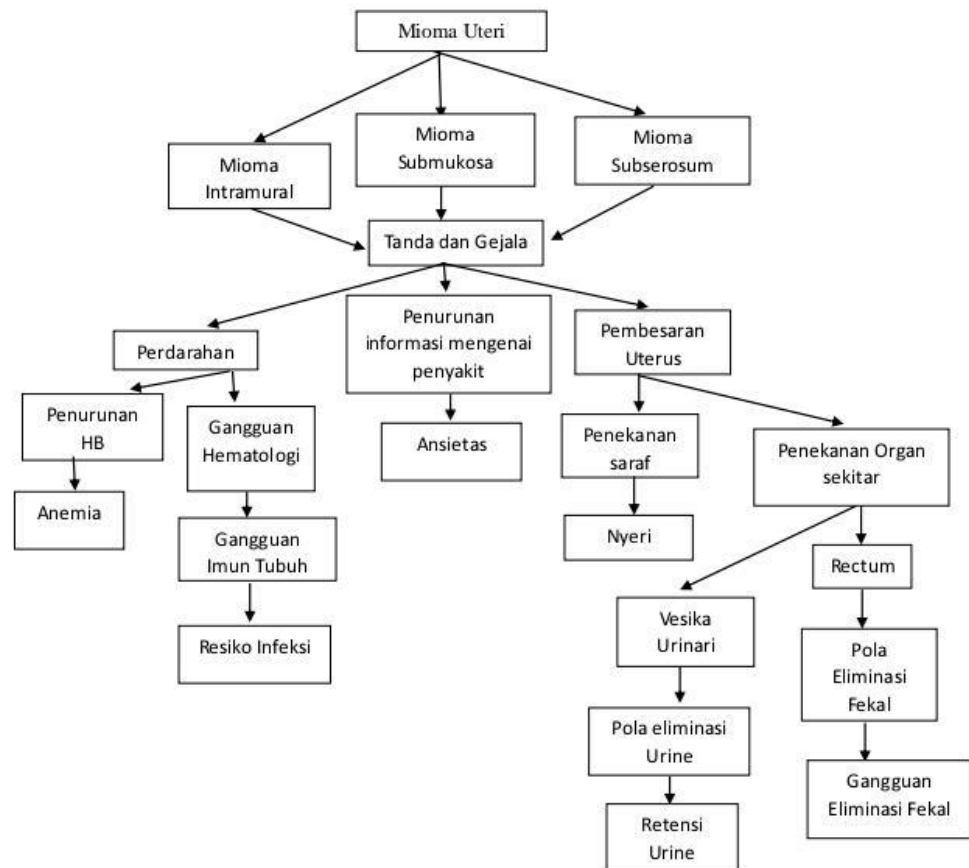 Mioma Uteri
Mioma
Intramural
Mioma
Submukosa
Mioma
Subserosum
Tanda dan Gejala
Perdarahan
Penurunan
informasi mengenai
penyakit
Pembesaran
Uterus
Penurunan
HB
Gangguan
Hematologi
Ansietas
Penekanan
saraf
Penekanan Organ
sekitar
Anemia
Gangguan
Imun Tubuh
Nyeri
Rectum
Resiko Infeksi
Vesika
Urinari
Pola
Eliminasi
Fekal
Pola eliminasi
Urine
Gangguan
Eliminasi Fekal
Retensi
Urine